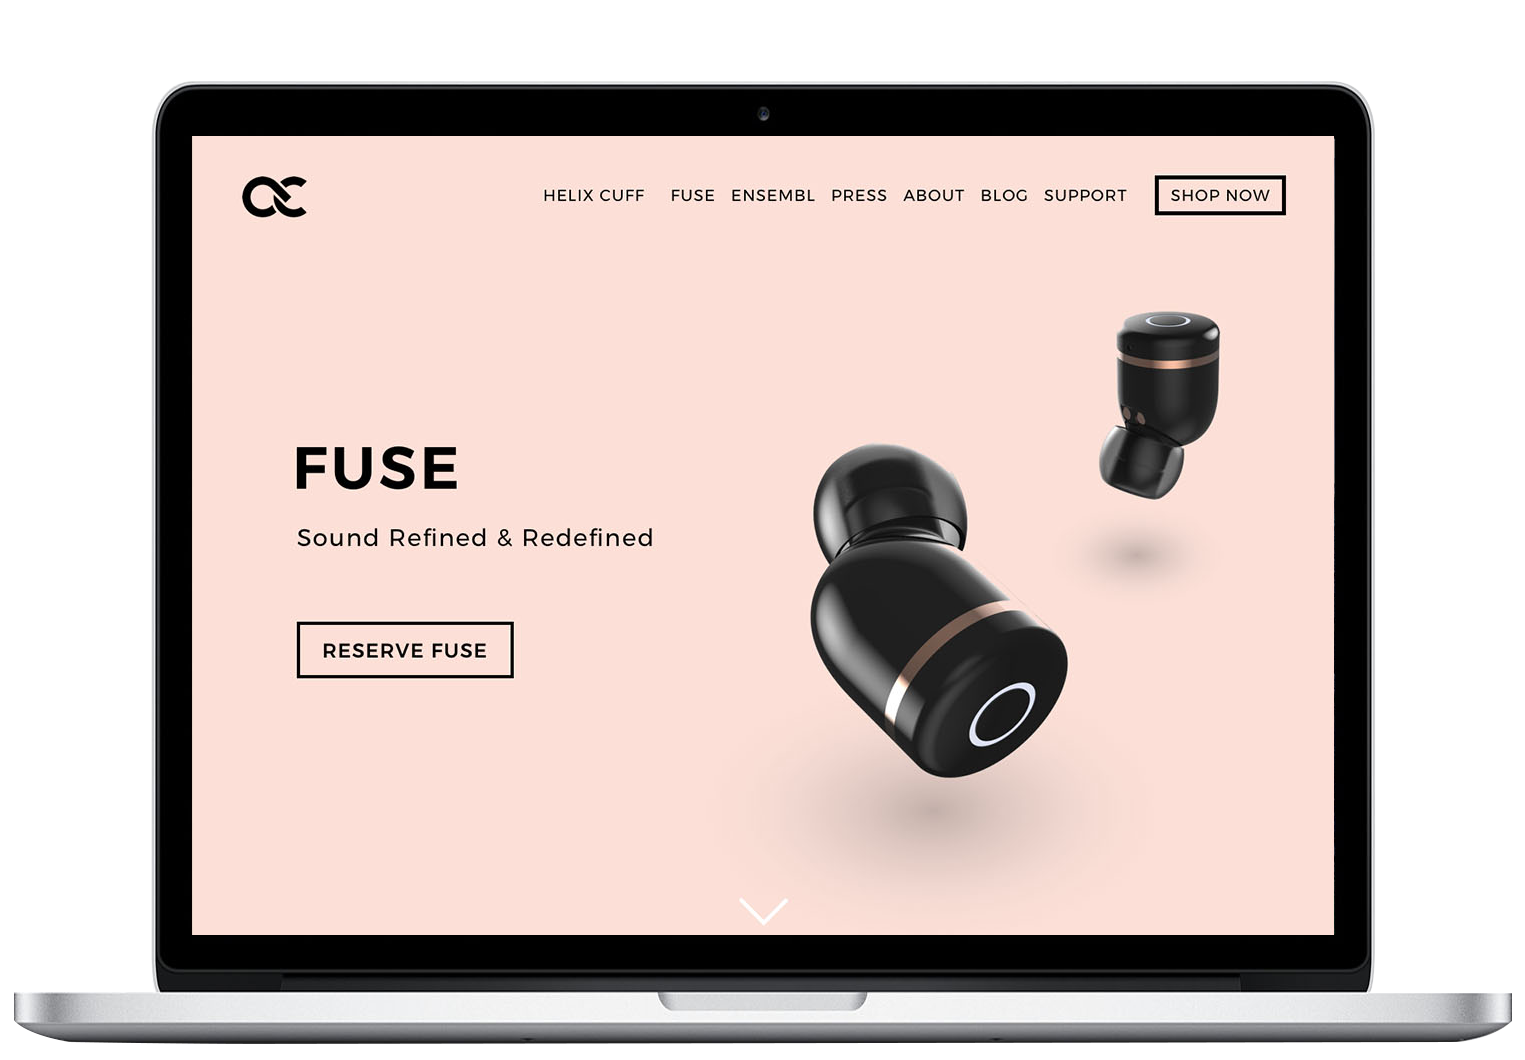 HELIX CUFF FUSE ENSEMBL PRESS ABOUT BLOG SUPPORT SHOP NOW
FUSE
Sound Refined & Redefined
RESERVE FUSE